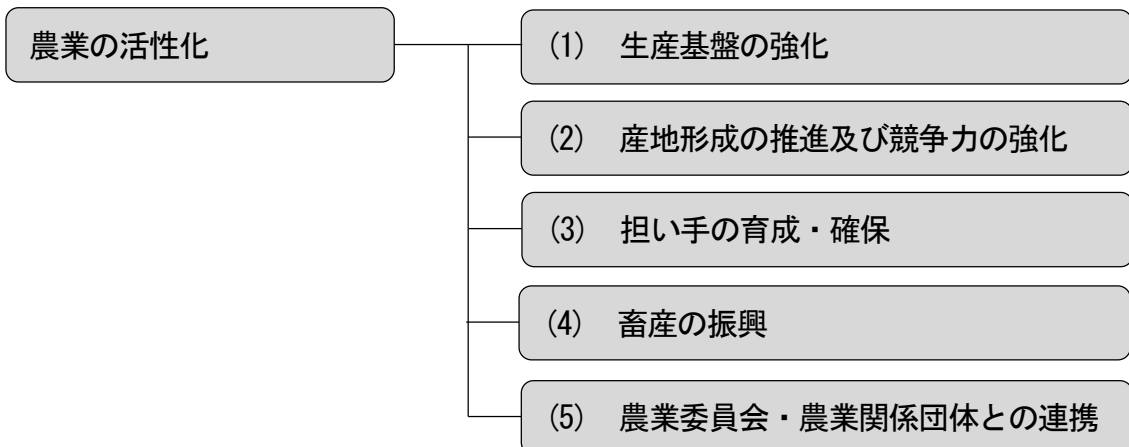 農業の活性化
(1)　生産基盤の強化
(2)　産地形成の推進及び競争力の強化
(3)　担い手の育成・確保
(4)　畜産の振興
(5)　農業委員会・農業関係団体との連携